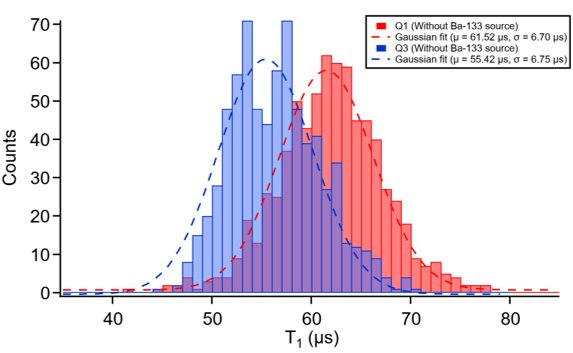 Q1 (Without Ba-133 source)
Gaussian fit (μ = 61.52 μs, σ = 6.70 μs)
Q3 (Without Ba-133 source)
Gaussian fit (μ = 55.42 μs, σ = 6.75 μs)
70
60
50
40
30
20
10
0
Counts
40 50 60 70 80
T₁ (μs)